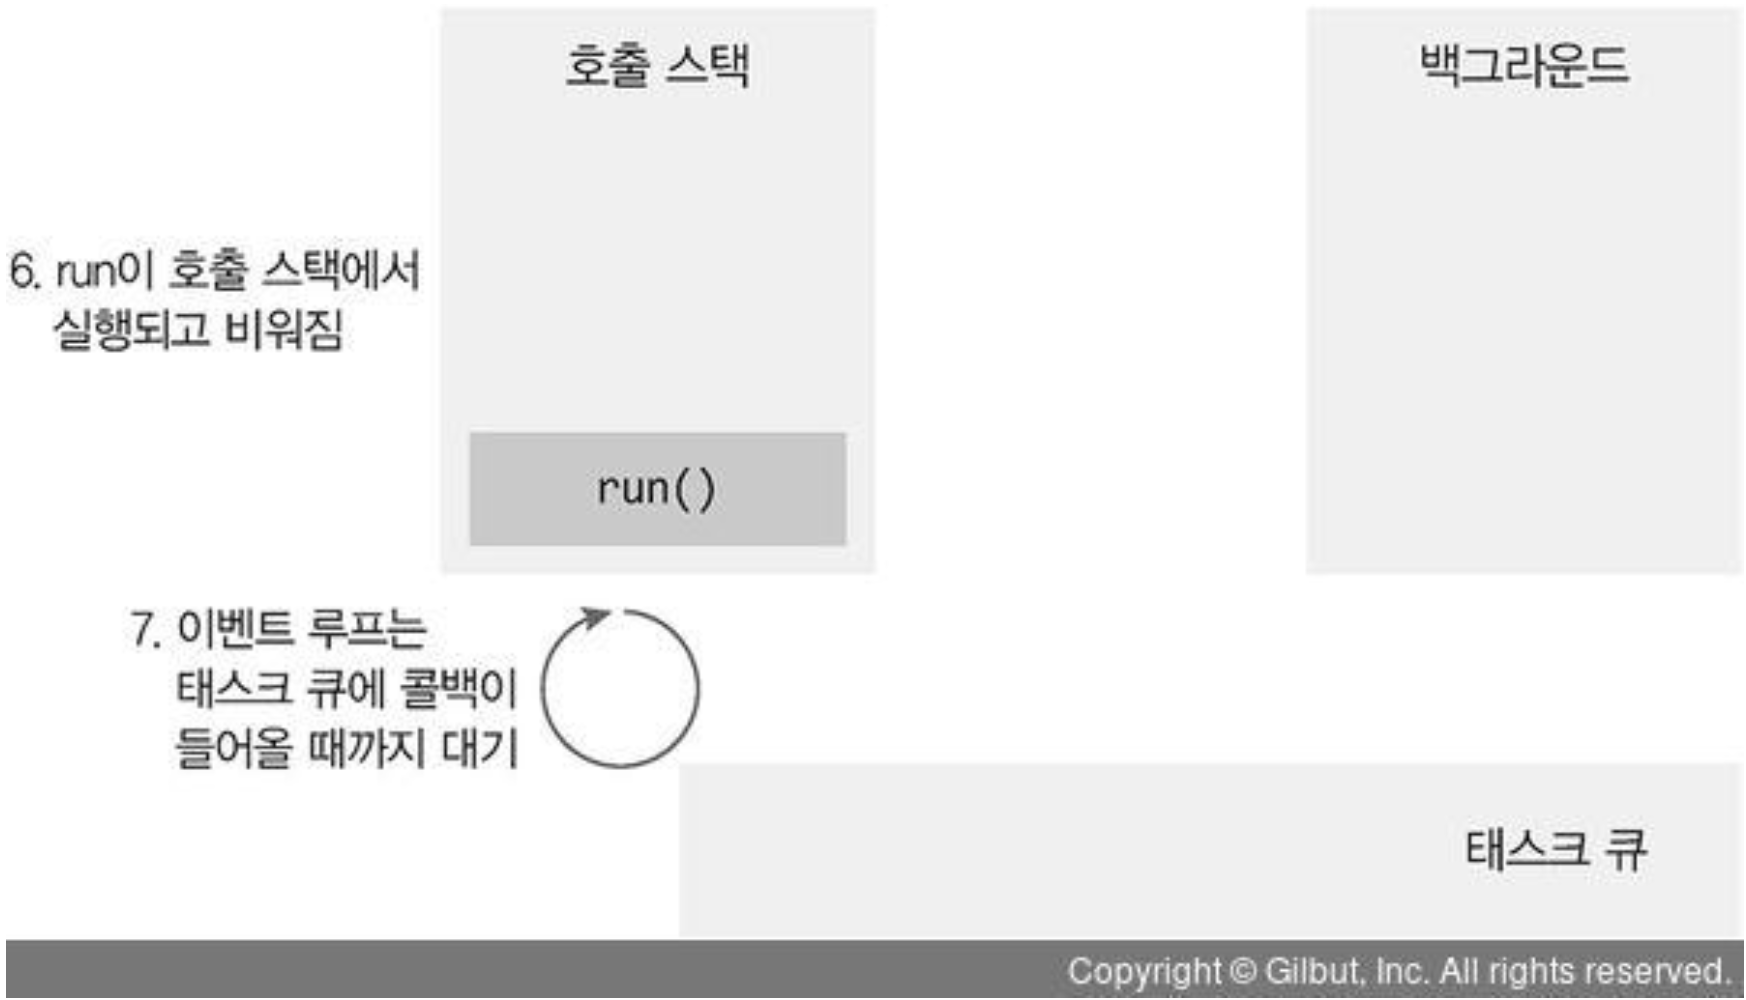 호출 스택
백그라운드
6. run이 호출 스택에서
실행되고 비워짐
run()
7. 이벤트 루프는
태스크 큐에 콜백이
들어올 때까지 대기
태스크 큐
Copyright © Gilbut, Inc. All rights reserved.